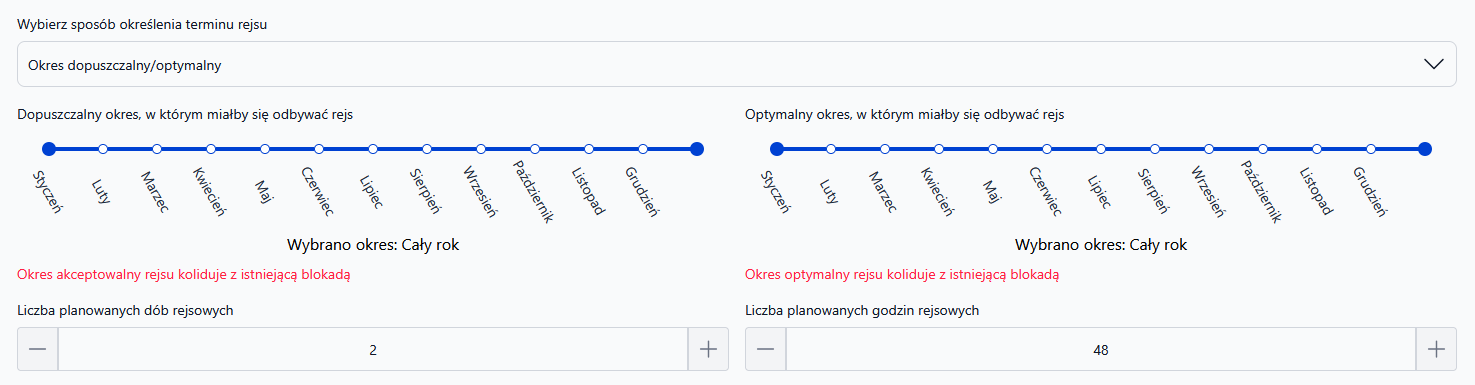 Wybierz sposób określenia terminu rejsu
Okres dopuszczalny/optymalny
Dopuszczalny okres, w którym miałby się odbywać rejs
Styczeń
Luty
Marzec
Kwiecień
Maj
Czerwiec
Lipiec
Sierpień
Wrzesień
Październik
Listopad
Grudzień
Wybrano okres: Cały rok
Okres akceptowalny rejsu koliduje z istniejącą blokadą
Optymalny okres, w którym miałby się odbywać rejs
Styczeń
Luty
Marzec
Kwiecień
Maj
Czerwiec
Lipiec
Sierpień
Wrzesień
Październik
Listopad
Grudzień
Wybrano okres: Cały rok
Okres optymalny rejsu koliduje z istniejącą blokadą
Liczba planowanych dób rejsowych
2
Liczba planowanych godzin rejsowych
48